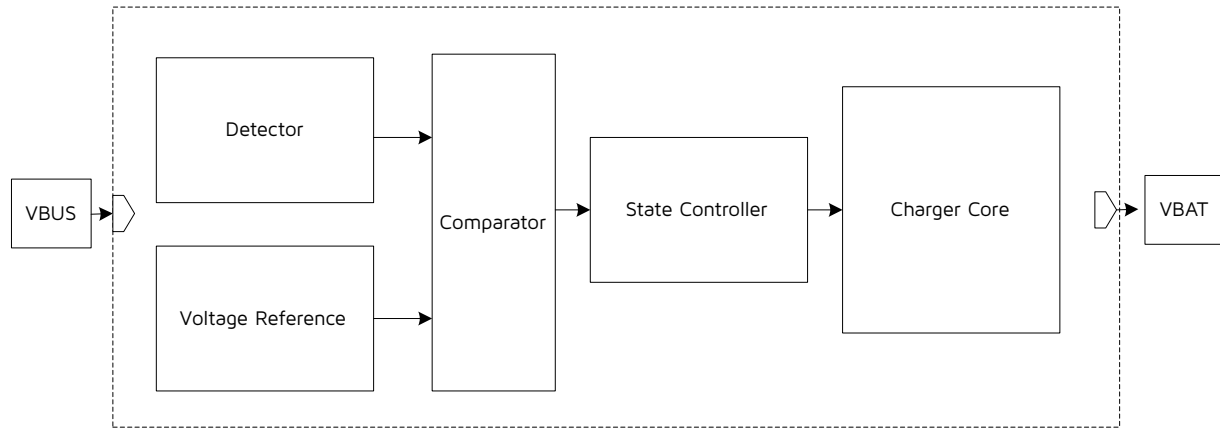 VBUS
Detector
Voltage Reference
Comparator
State Controller
Charger Core
VBAT